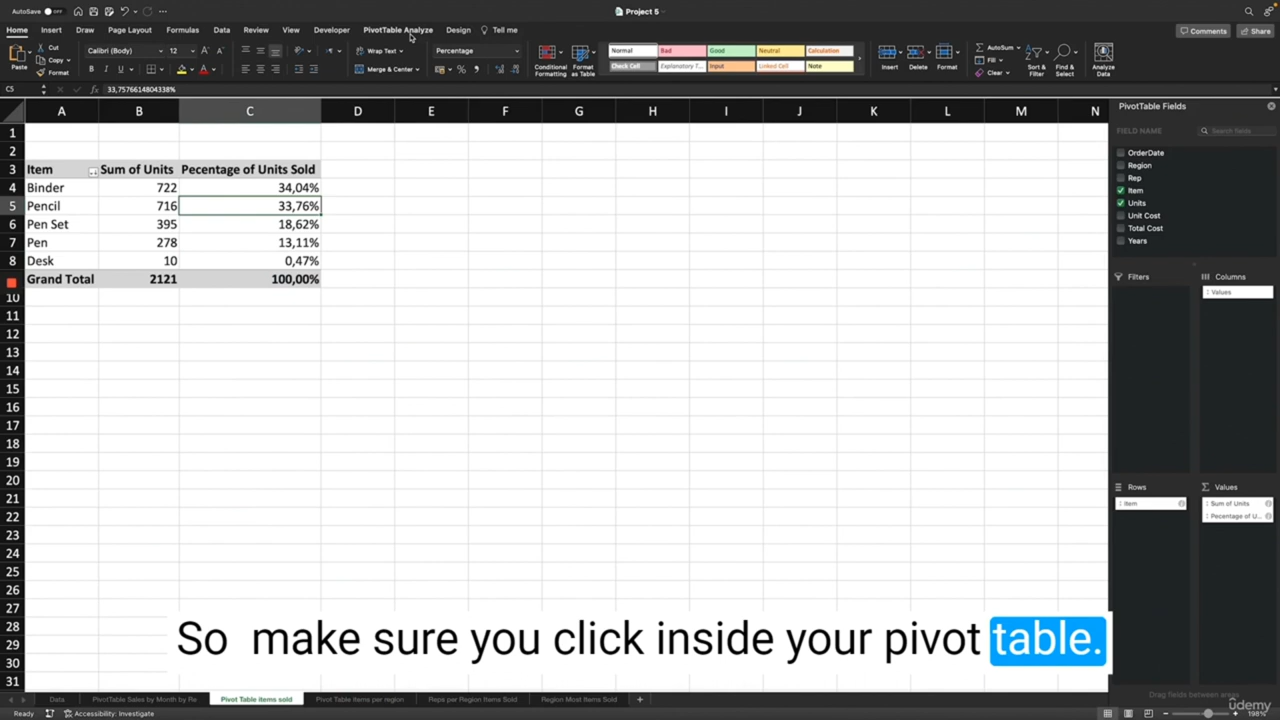 AutoSave OFF
Project 5
Home Insert Draw Page Layout Formulas Data Review View Developer PivotTable Analyze Design Tell me
Comments Share
Paste
Cut
Copy
Format
Calibri (Body) 12
B I U
Wrap Text
Merge & Center
Percentage
Conditional Formatting
Format as Table
Normal Bad Good Neutral Calculation
Check Cell Explanatory T... Input Linked Cell Note
Insert Delete Format
AutoSum
Fill
Clear
Sort & Filter
Find & Select
Analyze Data
C5 fx 33,7576614804338%
A B C D E F G H I J K L M N
1
2
3 Item Sum of Units Pecentage of Units Sold
4 Binder 722 34,04%
5 Pencil 716 33,76%
6 Pen Set 395 18,62%
7 Pen 278 13,11%
8 Desk 10 0,47%
Grand Total 2121 100,00%
10
11
12
13
14
15
16
17
18
19
20
21
22
23
24
25
26
27
28
29
30
31
PivotTable Fields
FIELD NAME Search fields
OrderDate
Region
Rep
Item
Units
Unit Cost
Total Cost
Years
Filters Columns
Values
Rows Values
Item Sum of Units
Pecentage of U...
Drag fields between areas
So make sure you click inside your pivot table.
Data PivotTable Sales by Month by Re Pivot Table items sold Pivot Table Items per region Reps per Region Items Sold Region Most Items Sold +
Ready Accessibility: Investigate
198%
udemy